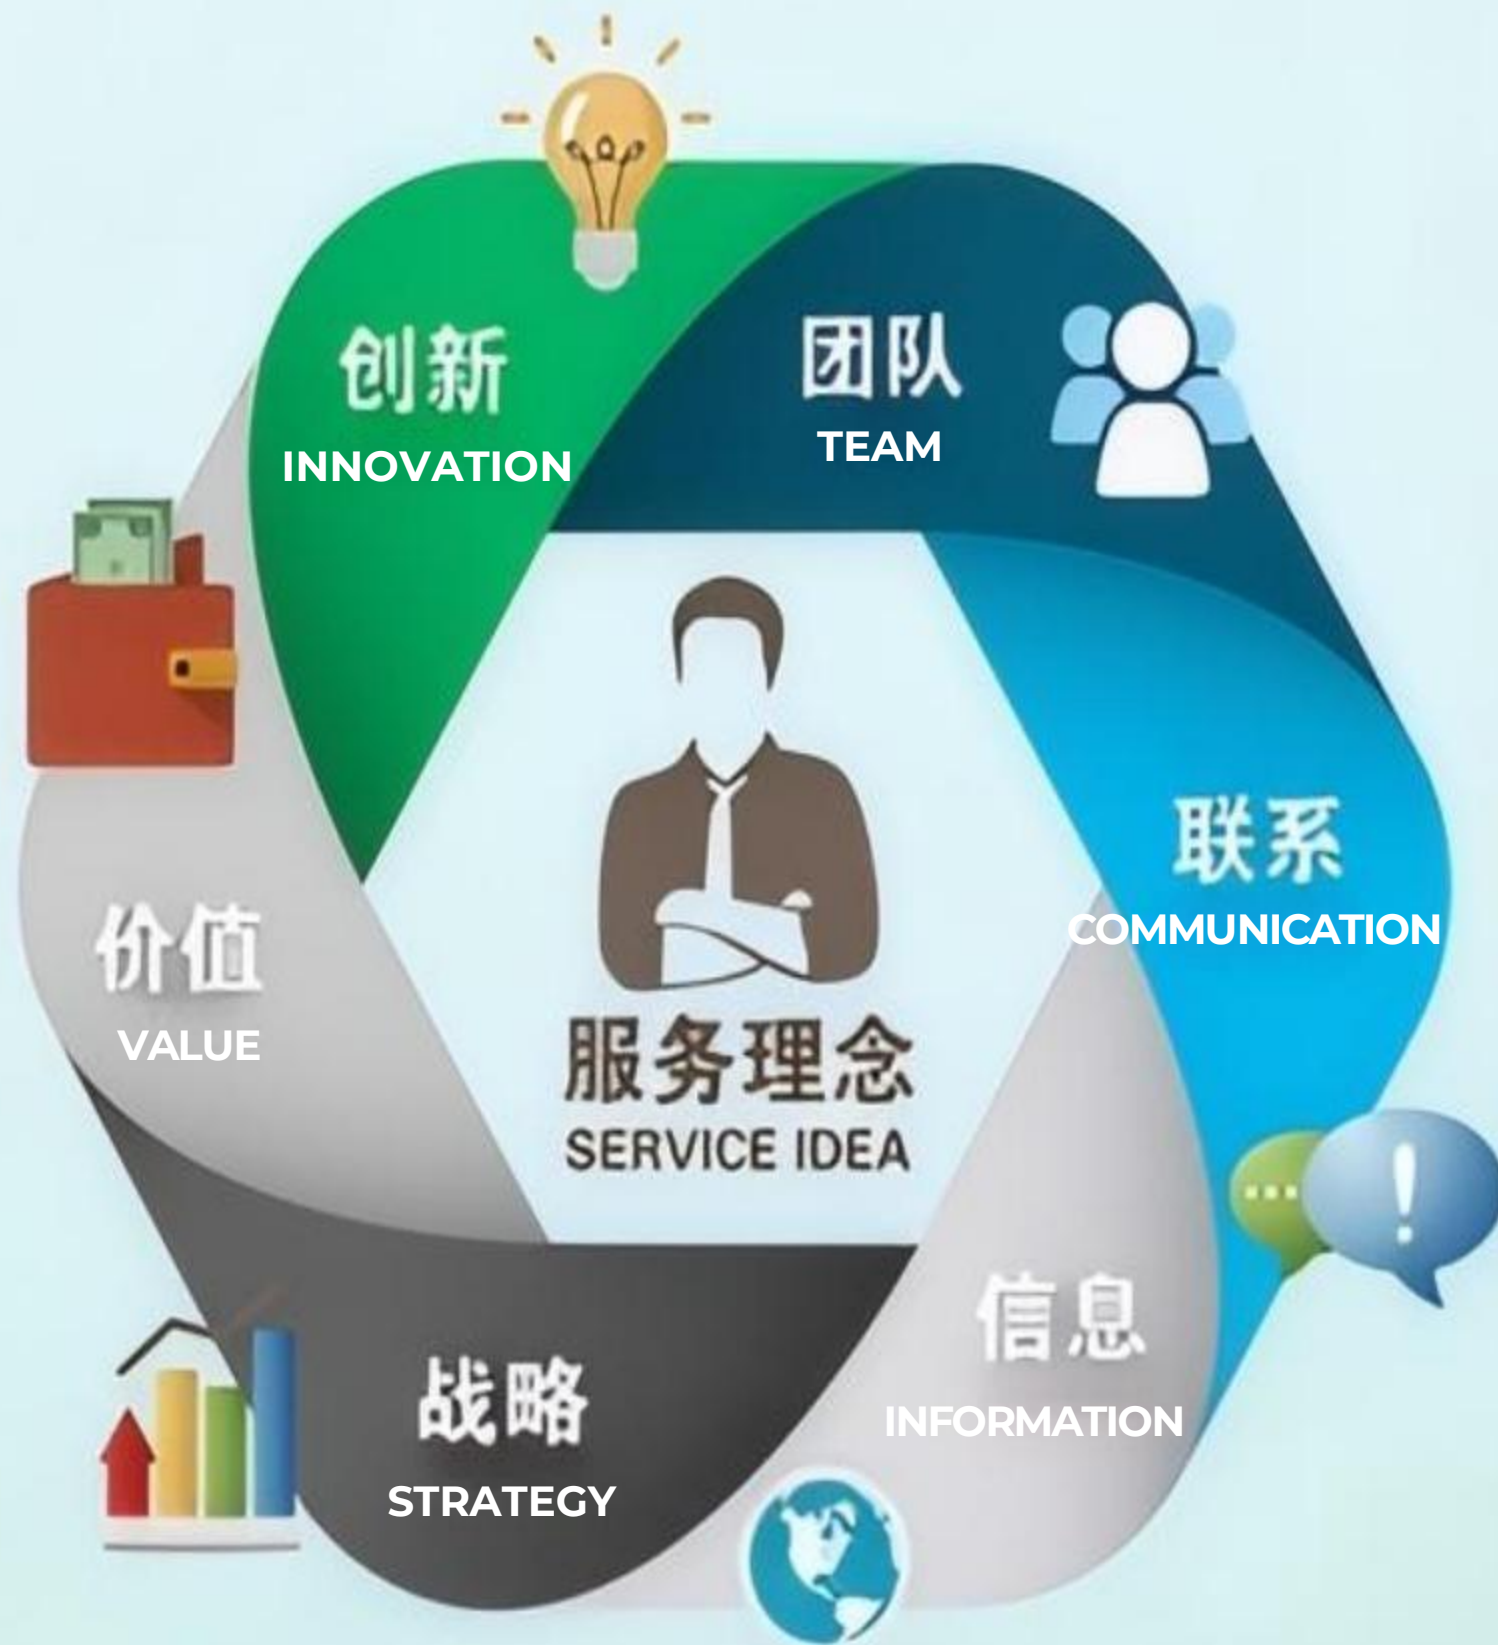 创新
INNOVATION
团队
TEAM
联系
COMMUNICATION
信息
INFORMATION
战略
STRATEGY
价值
VALUE
服务理念
SERVICE IDEA